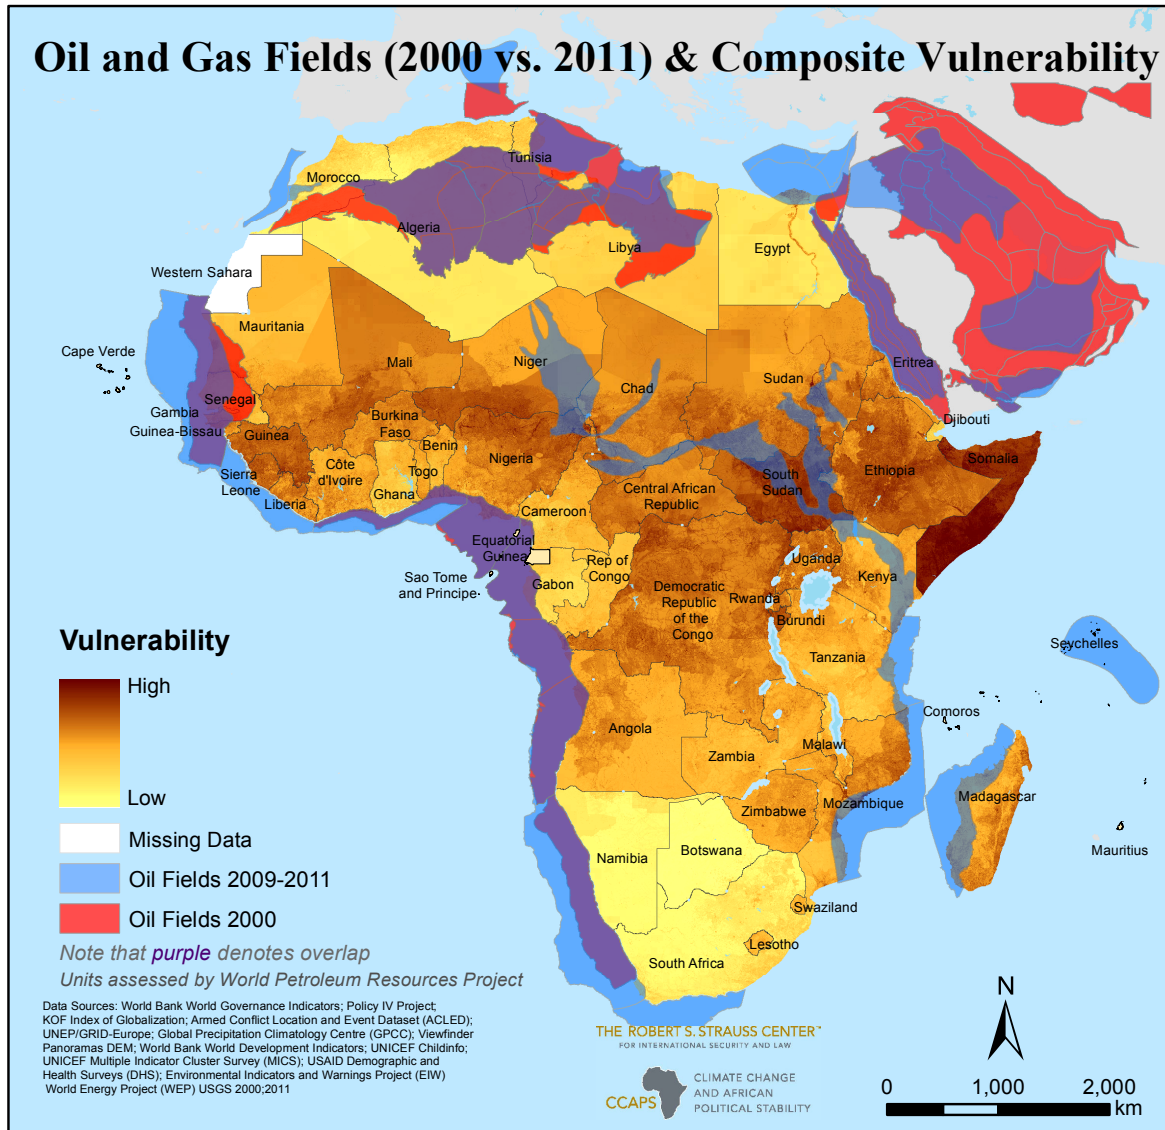 Oil and Gas Fields (2000 vs. 2011) & Composite Vulnerability
Tunisia
Morocco
Algeria
Libya
Egypt
Western Sahara
Mauritania
Cape Verde
Mali
Niger
Chad
Sudan
Eritrea
Senegal
Gambia
Guinea-Bissau
Guinea
Burkina
Faso
Benin
Djibouti
Sierra
Leone
Liberia
Côte
d'Ivoire
Ghana
Togo
Nigeria
Central African
Republic
South
Sudan
Ethiopia
Somalia
Cameroon
Equatorial
Guinea
Sao Tome
and Principe
Gabon
Rep of
Congo
Democratic
Republic
of the
Congo
Uganda
Kenya
Rwanda
Burundi
Tanzania
Seychelles
Comoros
Angola
Zambia
Malawi
Mozambique
Zimbabwe
Madagascar
Mauritius
Namibia
Botswana
Swaziland
Lesotho
South Africa
Vulnerability
High
Low
Missing Data
Oil Fields 2009-2011
Oil Fields 2000
Note that purple denotes overlap
Units assessed by World Petroleum Resources Project
Data Sources: World Bank World Governance Indicators; Policy IV Project;
KOF Index of Globalization; Armed Conflict Location and Event Dataset (ACLED);
UNEP/GRID-Europe; Global Precipitation Climatology Centre (GPCC); Viewfinder
Panoramas DEM; World Bank World Development Indicators; UNICEF Childinfo;
UNICEF Multiple Indicator Cluster Survey (MICS); USAID Demographic and
Health Surveys (DHS); Environmental Indicators and Warnings Project (EIW)
World Energy Project (WEP) USGS 2000;2011
THE ROBERT S. STRAUSS CENTER™
FOR INTERNATIONAL SECURITY AND LAW
CCAPS
CLIMATE CHANGE
AND AFRICAN
POLITICAL STABILITY
N
0 1,000 2,000
km